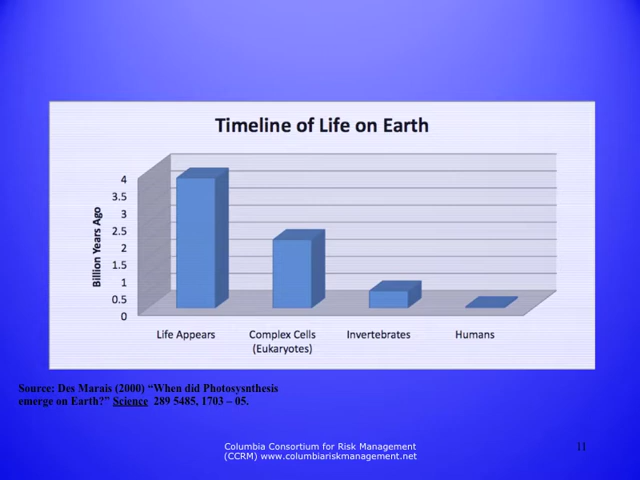 Timeline of Life on Earth
Billion Years Ago
4
3.5
3
2.5
2
1.5
1
0.5
0
Life Appears
Complex Cells
(Eukaryotes)
Invertebrates
Humans
Source: Des Marais (2000) “When did Photosysnthesis
emerge on Earth?” Science 289 5485, 1703 – 05.
Columbia Consortium for Risk Management
(CCRM) www.columbiariskmanagement.net
11